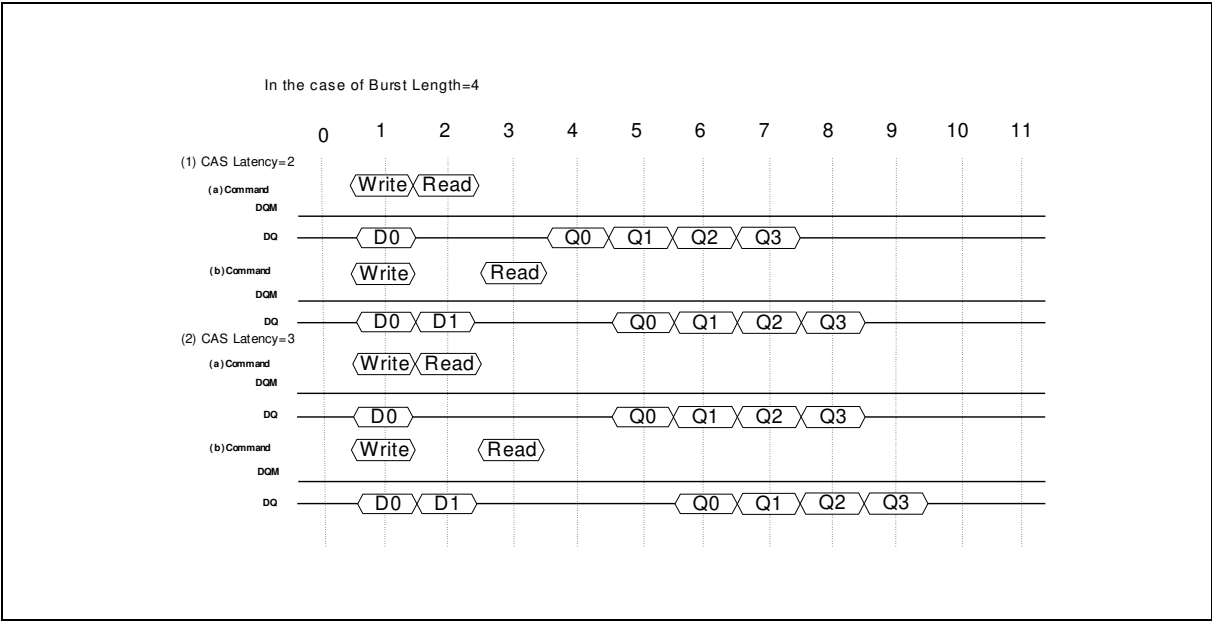 In the case of Burst Length=4
0 1 2 3 4 5 6 7 8 9 10 11
(1) CAS Latency=2
(a)Command Write Read
DQM
DQ D0 Q0 Q1 Q2 Q3
(b)Command Write Read
DQM
DQ D0 D1 Q0 Q1 Q2 Q3
(2) CAS Latency=3
(a)Command Write Read
DQM
DQ D0 Q0 Q1 Q2 Q3
(b)Command Write Read
DQM
DQ D0 D1 Q0 Q1 Q2 Q3